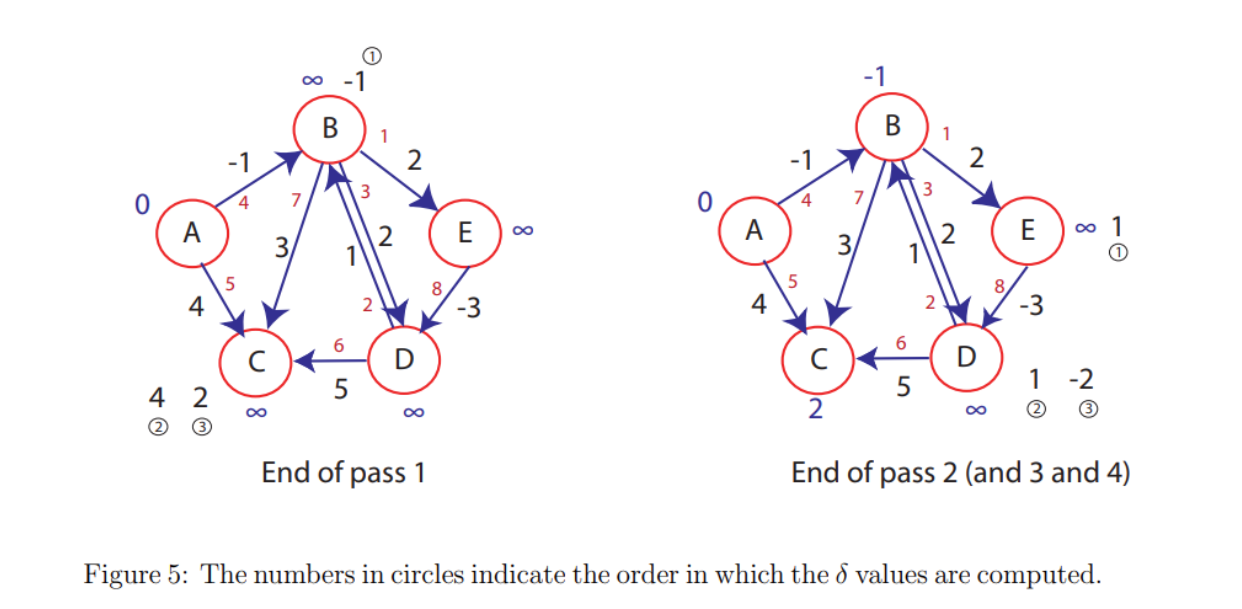 ①
∞ -1 -1
B 1 B 1
-1 2 -1 2
0 4 7 3 0 4 7 3
A E ∞ A E ∞ 1
①
3 1 2 3 1 2
5 8 5 8
4 2 -3 4 2 -3
6 6
C D C D
5 5
4 2 ∞ ∞ 2 ∞ 1 -2
② ③ ② ③
End of pass 1 End of pass 2 (and 3 and 4)
Figure 5: The numbers in circles indicate the order in which the δ values are computed.